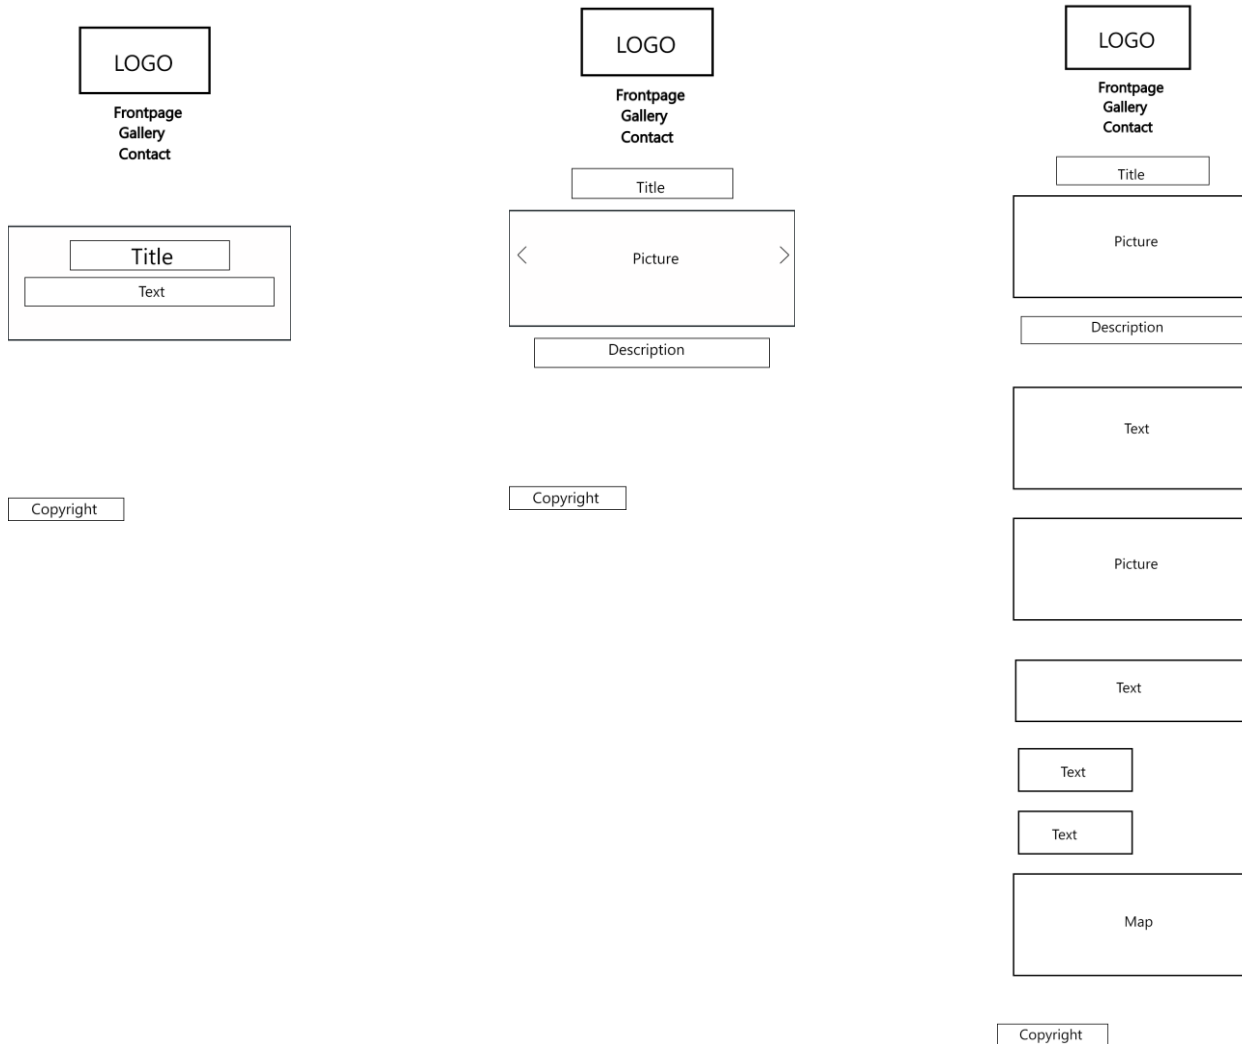 LOGO
Frontpage
Gallery
Contact
Title
Text
Copyright
LOGO
Frontpage
Gallery
Contact
Title
Picture
Description
Copyright
LOGO
Frontpage
Gallery
Contact
Title
Picture
Description
Text
Picture
Text
Text
Text
Map
Copyright